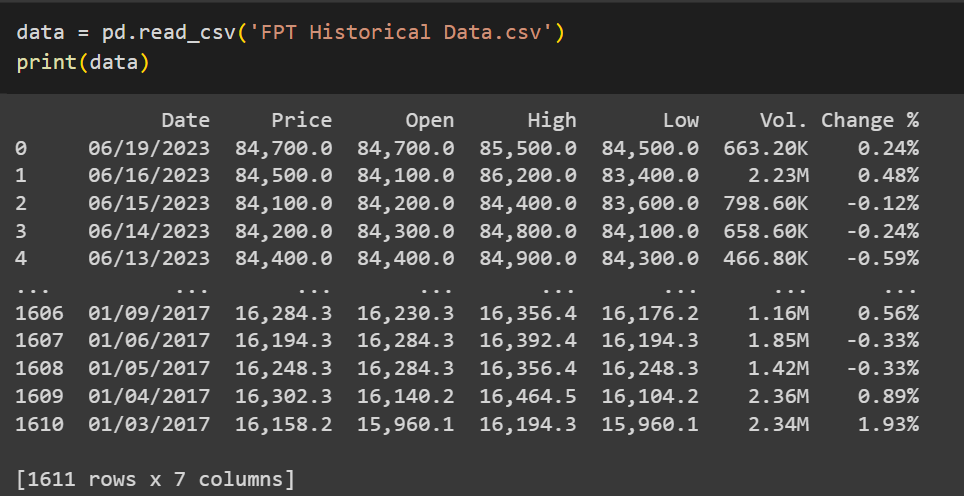 data = pd.read_csv('FPT Historical Data.csv')
print(data)
Date Price Open High Low Vol. Change %
0 06/19/2023 84,700.0 84,700.0 85,500.0 84,500.0 663.20K 0.24%
1 06/16/2023 84,500.0 84,100.0 86,200.0 83,400.0 2.23M 0.48%
2 06/15/2023 84,100.0 84,200.0 84,400.0 83,600.0 798.60K -0.12%
3 06/14/2023 84,200.0 84,300.0 84,800.0 84,100.0 658.60K -0.24%
4 06/13/2023 84,400.0 84,400.0 84,900.0 84,300.0 466.80K -0.59%
... ... ... ... ... ... ... ...
1606 01/09/2017 16,284.3 16,230.3 16,356.4 16,176.2 1.16M 0.56%
1607 01/06/2017 16,194.3 16,284.3 16,392.4 16,194.3 1.85M -0.33%
1608 01/05/2017 16,248.3 16,284.3 16,356.4 16,248.3 1.42M -0.33%
1609 01/04/2017 16,302.3 16,140.2 16,464.5 16,104.2 2.36M 0.89%
1610 01/03/2017 16,158.2 15,960.1 16,194.3 15,960.1 2.34M 1.93%
[1611 rows x 7 columns]